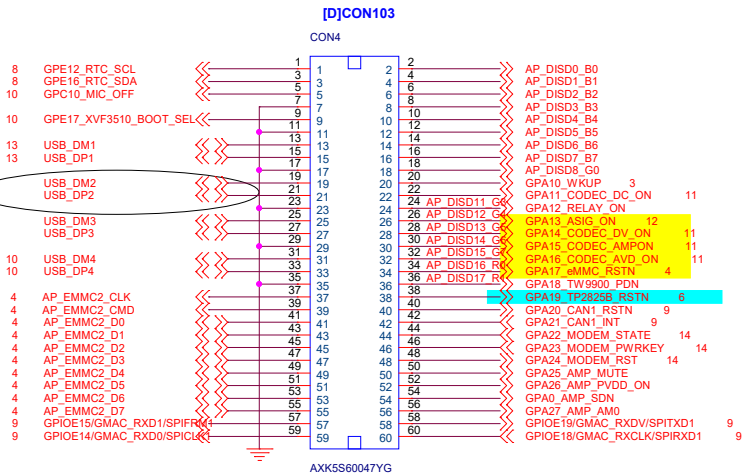 [D]CON103
CON4
8 GPE12_RTC_SCL 1 1 2 2 AP_DISD0_B0
8 GPE16_RTC_SDA 3 3 4 4 AP_DISD1_B1
10 GPC10_MIC_OFF 5 5 6 6 AP_DISD2_B2
7 7 8 8 AP_DISD3_B3
10 GPE17_XVF3510_BOOT_SEL 9 9 10 10 AP_DISD4_B4
11 11 12 12 AP_DISD5_B5
13 USB_DM1 13 13 14 14 AP_DISD6_B6
13 USB_DP1 15 15 16 16 AP_DISD7_B7
17 17 18 18 AP_DISD8_G0
USB_DM2 19 19 20 20 GPA10_WKUP 3
USB_DP2 21 21 22 22 GPA11_CODEC_DC_ON 11
23 23 24 24 AP_DISD11_G GPA12_RELAY_ON
USB_DM3 25 25 26 26 AP_DISD12_G GPA13_ASIG_ON 12
USB_DP3 27 27 28 28 AP_DISD13_G GPA14_CODEC_DV_ON 11
29 29 30 30 AP_DISD14_G GPA15_CODEC_AMPON 11
10 USB_DM4 31 31 32 32 AP_DISD15_G GPA16_CODEC_AVD_ON 11
10 USB_DP4 33 33 34 34 AP_DISD16_R GPA17_eMMC_RSTN 4
35 35 36 36 AP_DISD17_R GPA18_TW9900_PDN
4 AP_EMMC2_CLK 37 37 38 38 GPA19_TP2825B_RSTN 6
4 AP_EMMC2_CMD 39 39 40 40 GPA20_CAN1_RSTN 9
4 AP_EMMC2_D0 41 41 42 42 GPA21_CAN1_INT 9
4 AP_EMMC2_D1 43 43 44 44 GPA22_MODEM_STATE 14
4 AP_EMMC2_D2 45 45 46 46 GPA23_MODEM_PWRKEY 14
4 AP_EMMC2_D3 47 47 48 48 GPA24_MODEM_RST 14
4 AP_EMMC2_D4 49 49 50 50 GPA25_AMP_MUTE
4 AP_EMMC2_D5 51 51 52 52 GPA26_AMP_PVDD_ON
4 AP_EMMC2_D6 53 53 54 54 GPA0_AMP_SDN
4 AP_EMMC2_D7 55 55 56 56 GPA27_AMP_AM0
9 GPIOE15/GMAC_RXD1/SPIFRM1 57 57 58 58 GPIOE19/GMAC_RXDV/SPITXD1 9
9 GPIOE14/GMAC_RXD0/SPICLK1 59 59 60 60 GPIOE18/GMAC_RXCLK/SPIRXD1 9
AXK5S60047YG